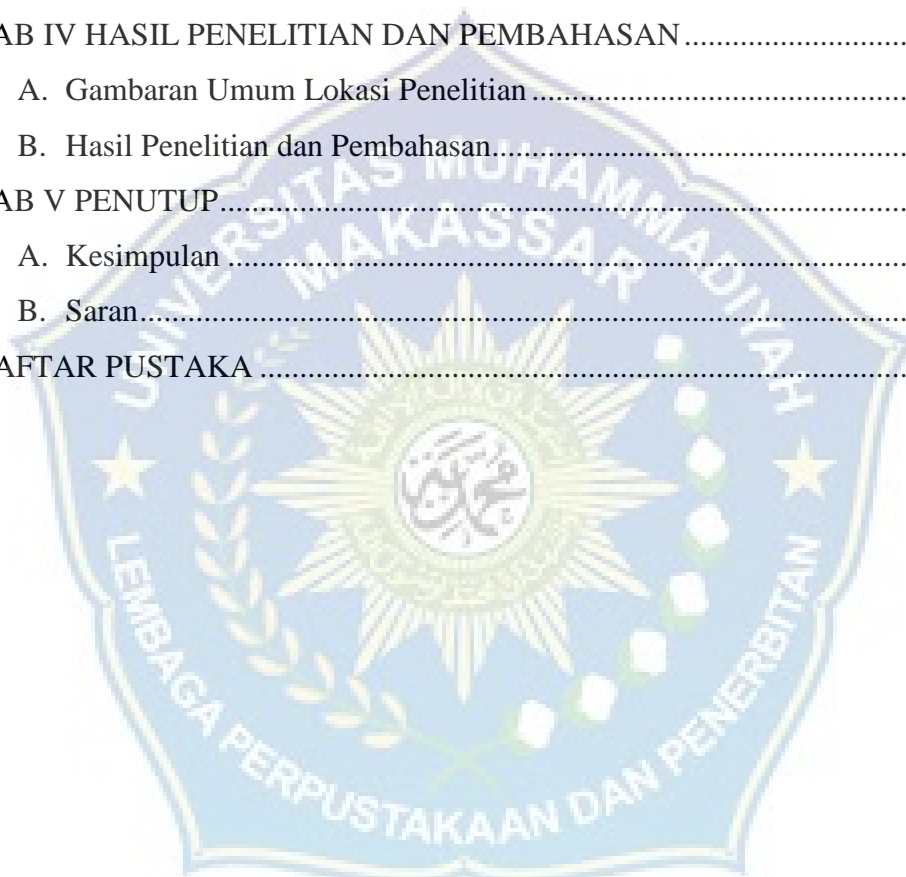 AB IV HASIL PENELITIAN DAN PEMBAHASAN........................
A. Gambaran Umum Lokasi Penelitian........................
B. Hasil Penelitian dan Pembahasan........................
AB V PENUTUP........................
A. Kesimpulan........................
B. Saran........................
AFTAR PUSTAKA........................
UNIVERSITAS MUHAMMADIYAH
MAKASSAR
LEMBAGA PERPUSTAKAAN DAN PENERBITAN